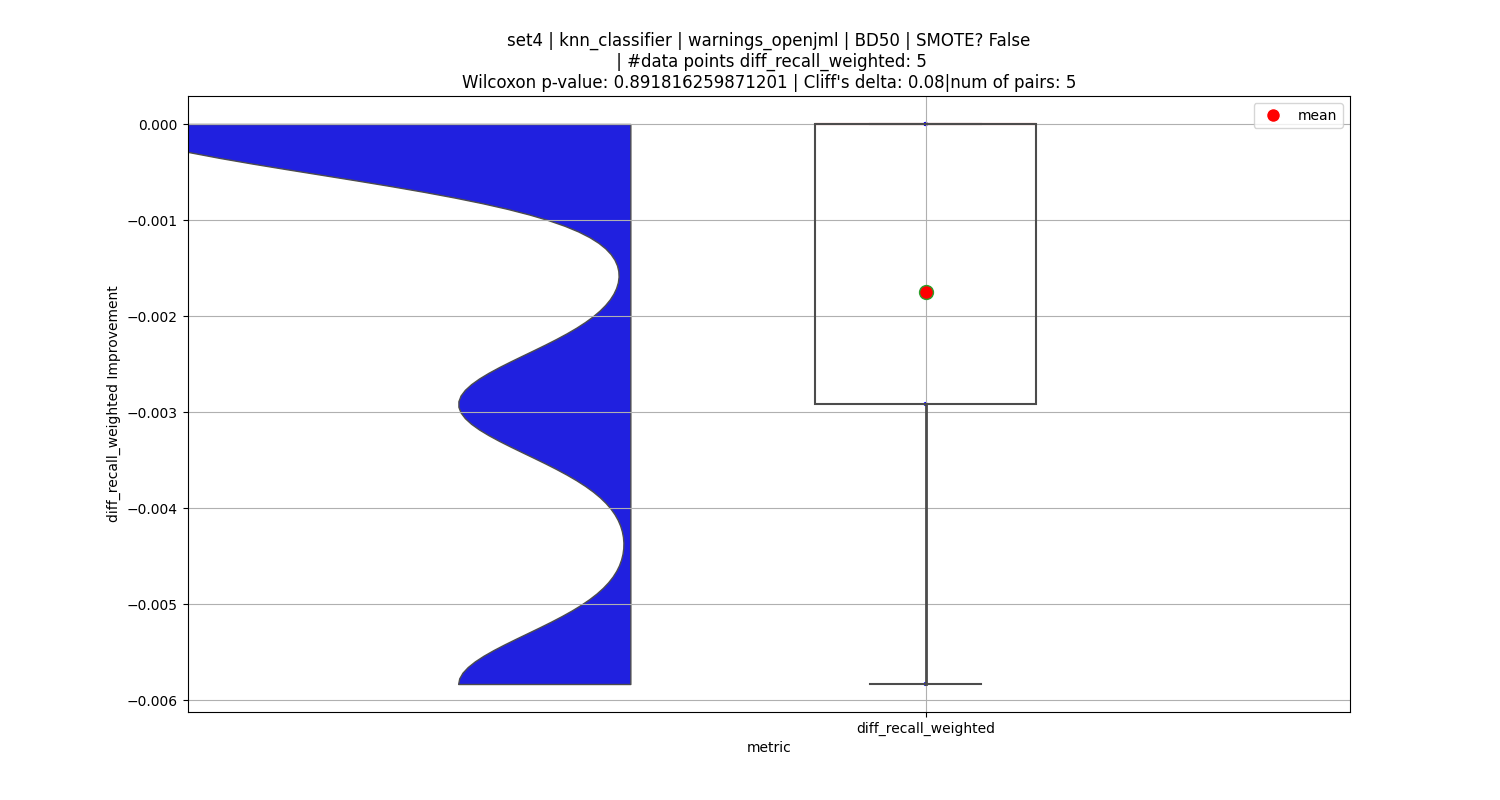 set4 | knn_classifier | warnings_openjml | BD50 | SMOTE? False
| #data points diff_recall_weighted: 5
Wilcoxon p-value: 0.891816259871201 | Cliff's delta: 0.08|num of pairs: 5
mean
0.000
−0.001
−0.002
−0.003
−0.004
−0.005
−0.006
diff_recall_weighted Improvement
diff_recall_weighted
metric